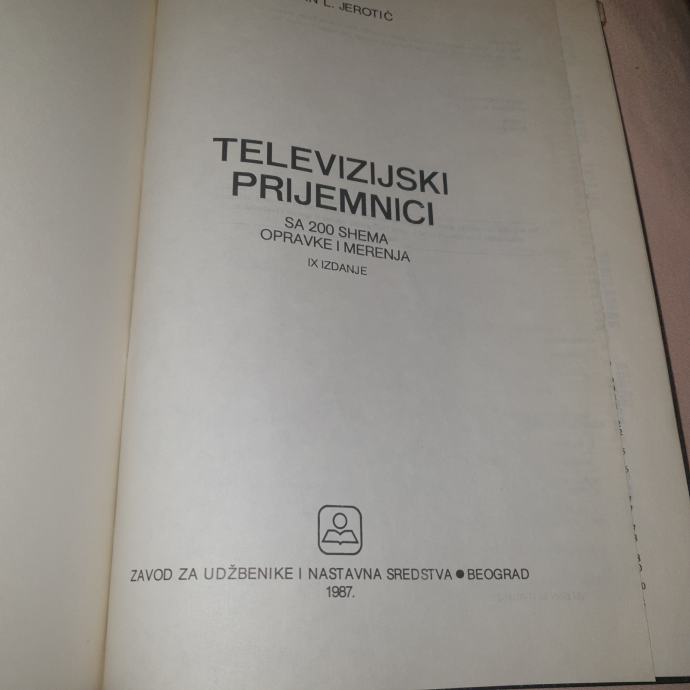 L. JEROTIĆ
TELEVIZIJSKI
PRIJEMNICI
SA 200 SHEMA
OPRAVKE I MERENJA
IX IZDANJE
ZAVOD ZA UDŽBENIKE I NASTAVNA SREDSTVA ● BEOGRAD
1987.